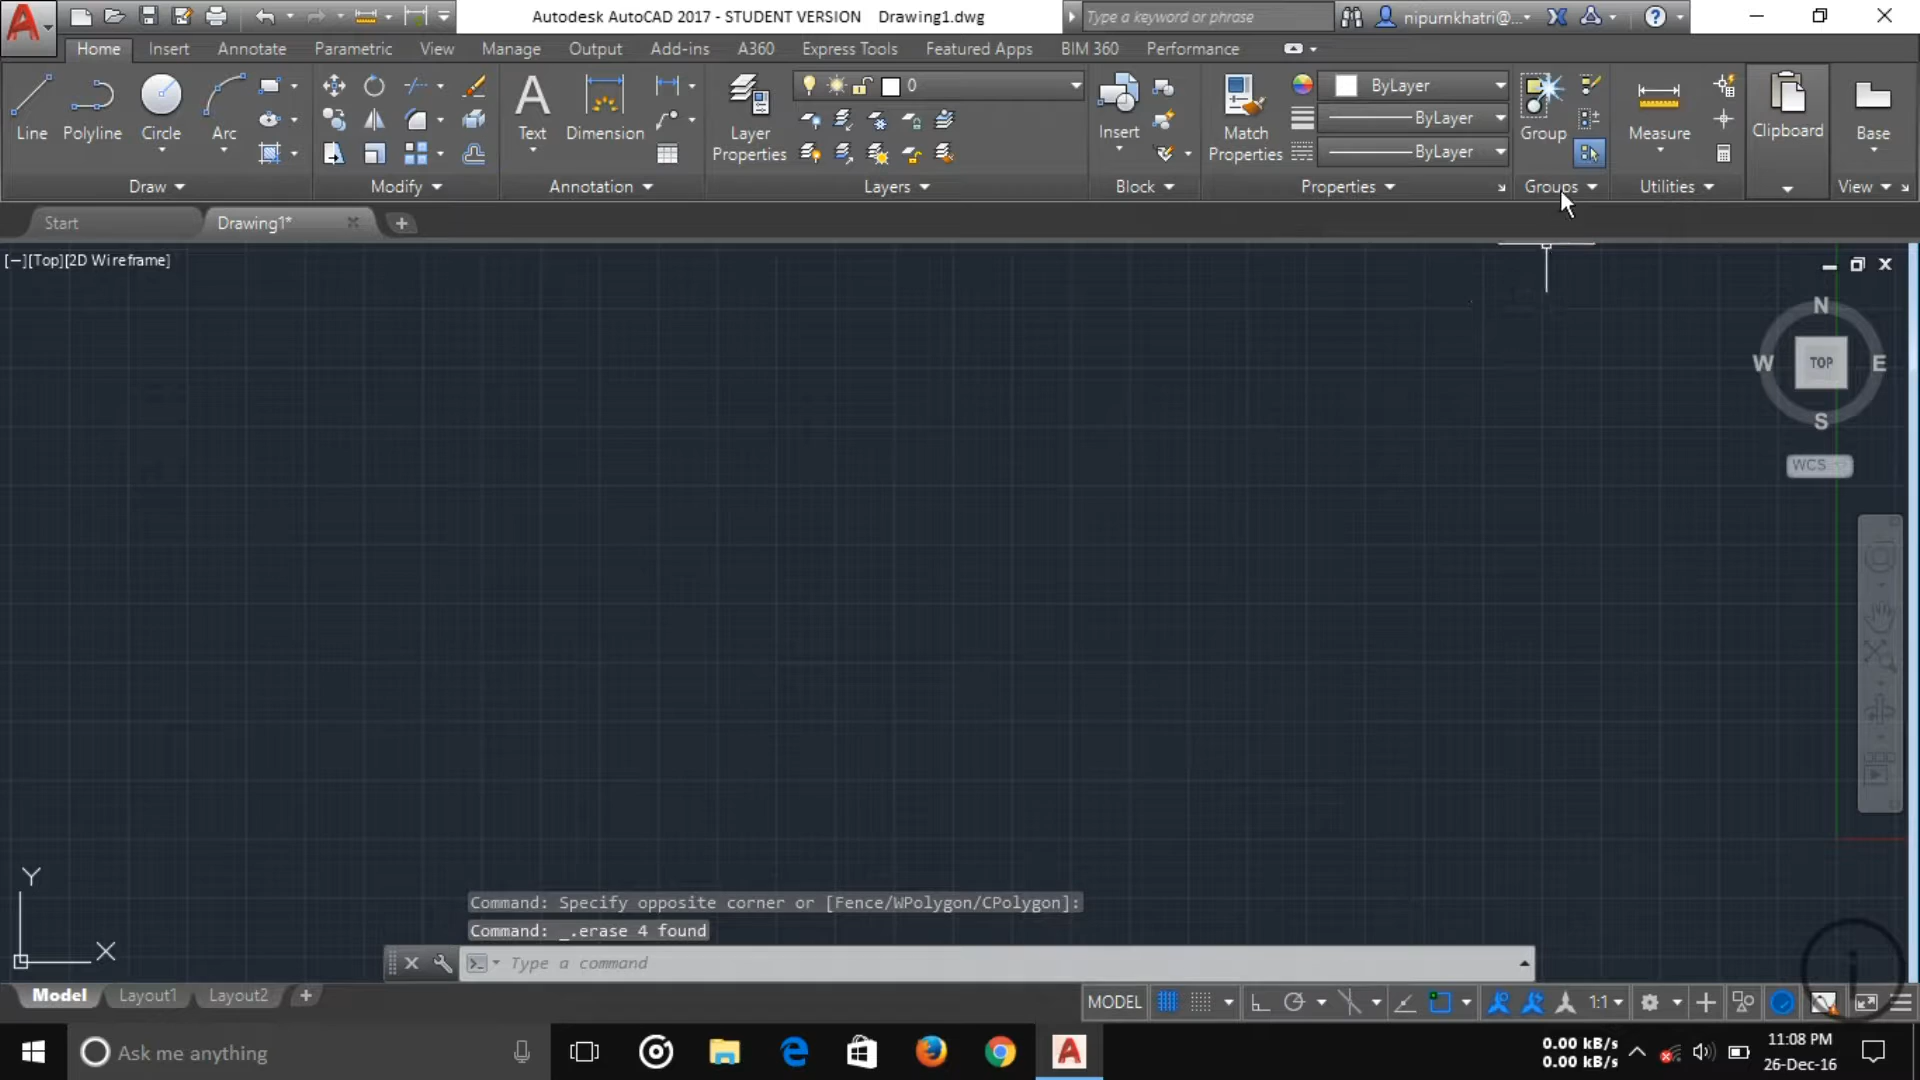 Autodesk AutoCAD 2017 - STUDENT VERSION Drawing1.dwg
Type a keyword or phrase
nipurnkhatri@...
Home Insert Annotate Parametric View Manage Output Add-ins A360 Express Tools Featured Apps BIM 360 Performance
0
ByLayer
ByLayer
ByLayer
Line Polyline Circle Arc
Text Dimension
Layer Properties
Insert
Match Properties
Group
Measure
Clipboard
Base
Draw Modify Annotation Layers Block Properties Groups Utilities View
Start Drawing1*
[−][Top][2D Wireframe]
N
W TOP E
S
WCS
Y
X
Command: Specify opposite corner or [Fence/WPolygon/CPolygon]:
Command: _.erase 4 found
Type a command
Model Layout1 Layout2 +
MODEL 1:1
Ask me anything
0.00 kB/s
0.00 kB/s
11:08 PM
26-Dec-16